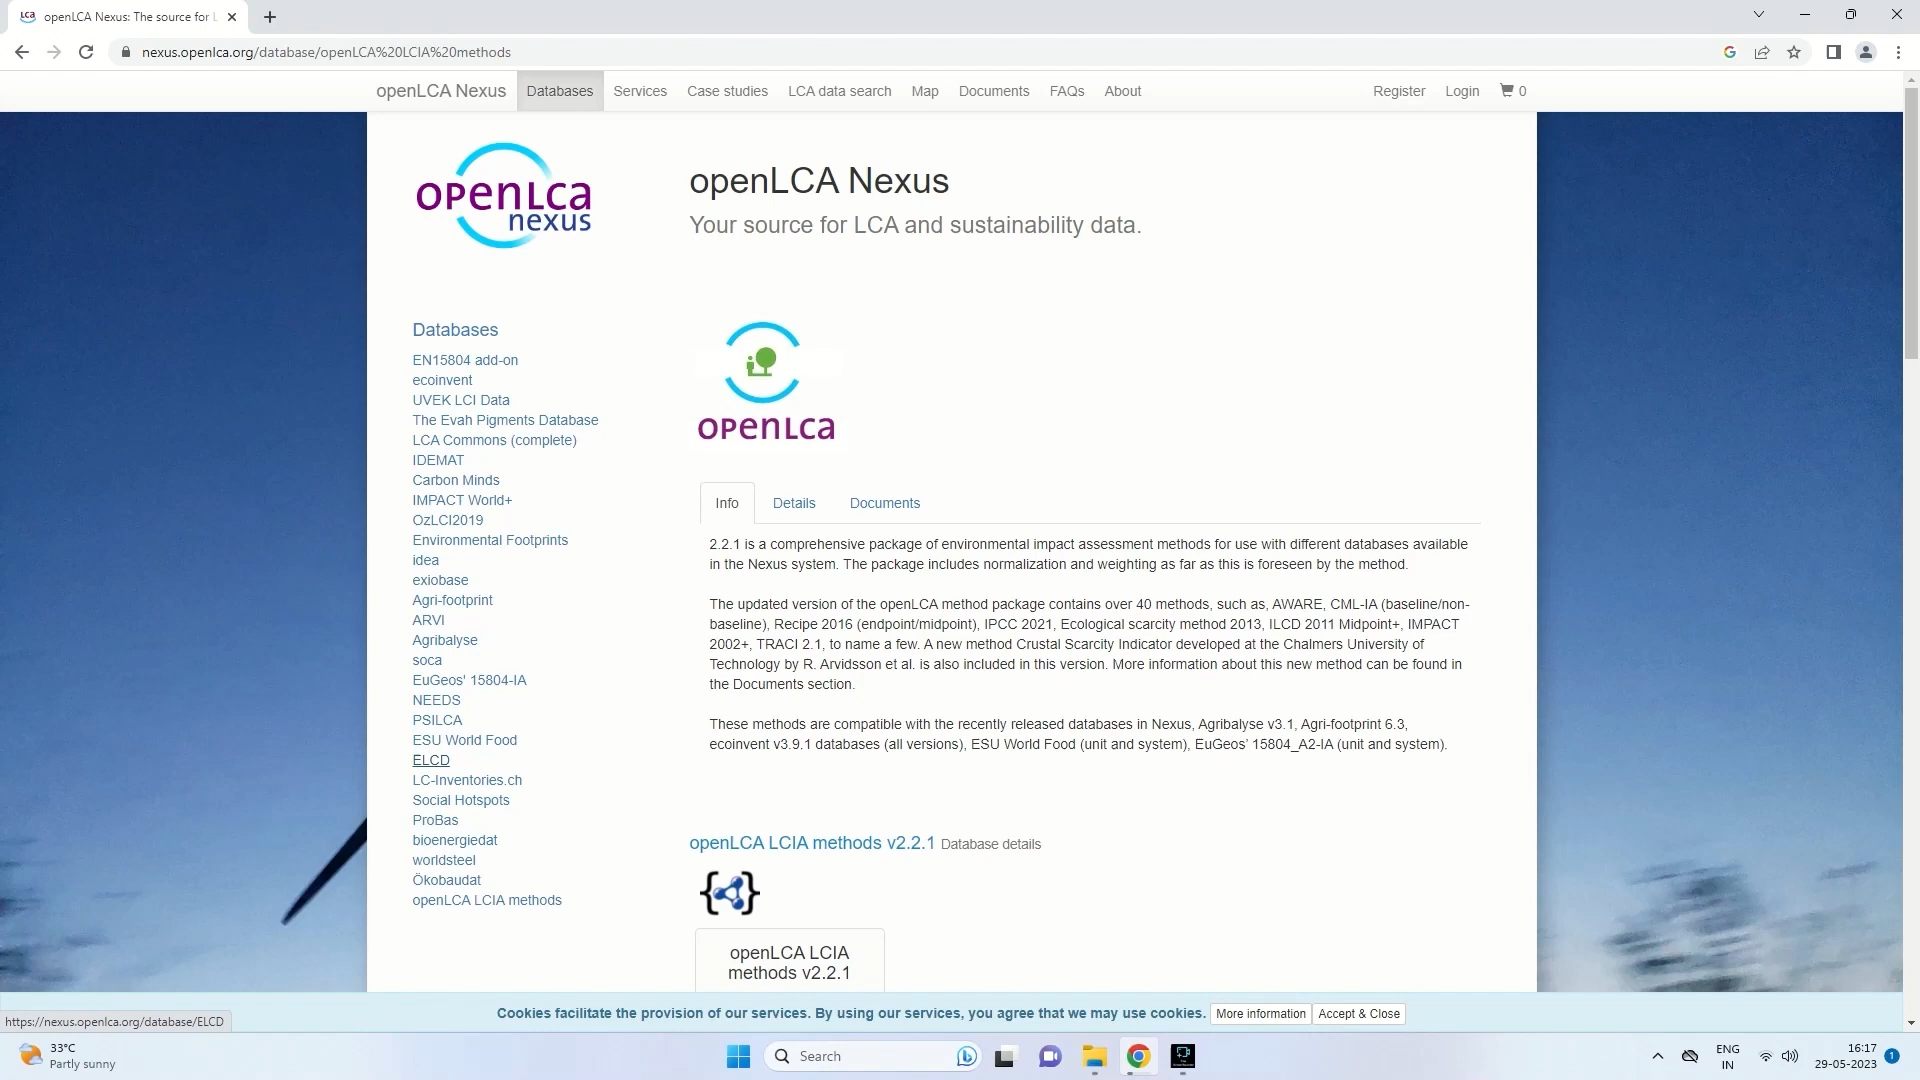 openLCA Nexus: The source for L
nexus.openlca.org/database/openLCA%20LCIA%20methods
openLCA Nexus Databases Services Case studies LCA data search Map Documents FAQs About Register Login 0
openLca
nexus
openLCA Nexus
Your source for LCA and sustainability data.
Databases
EN15804 add-on
ecoinvent
UVEK LCI Data
The Evah Pigments Database
LCA Commons (complete)
IDEMAT
Carbon Minds
IMPACT World+
OzLCI2019
Environmental Footprints
idea
exiobase
Agri-footprint
ARVI
Agribalyse
soca
EuGeos' 15804-IA
NEEDS
PSILCA
ESU World Food
ELCD
LC-Inventories.ch
Social Hotspots
ProBas
bioenergiedat
worldsteel
Ökobaudat
openLCA LCIA methods
openLca
Info Details Documents
2.2.1 is a comprehensive package of environmental impact assessment methods for use with different databases available
in the Nexus system. The package includes normalization and weighting as far as this is foreseen by the method.
The updated version of the openLCA method package contains over 40 methods, such as, AWARE, CML-IA (baseline/non-
baseline), Recipe 2016 (endpoint/midpoint), IPCC 2021, Ecological scarcity method 2013, ILCD 2011 Midpoint+, IMPACT
2002+, TRACI 2.1, to name a few. A new method Crustal Scarcity Indicator developed at the Chalmers University of
Technology by R. Arvidsson et al. is also included in this version. More information about this new method can be found in
the Documents section.
These methods are compatible with the recently released databases in Nexus, Agribalyse v3.1, Agri-footprint 6.3,
ecoinvent v3.9.1 databases (all versions), ESU World Food (unit and system), EuGeos’ 15804_A2-IA (unit and system).
openLCA LCIA methods v2.2.1 Database details
openLCA LCIA
methods v2.2.1
Cookies facilitate the provision of our services. By using our services, you agree that we may use cookies. More information Accept & Close
https://nexus.openlca.org/database/ELCD
33°C
Partly sunny
Search
ENG
IN
16:17
29-05-2023
1